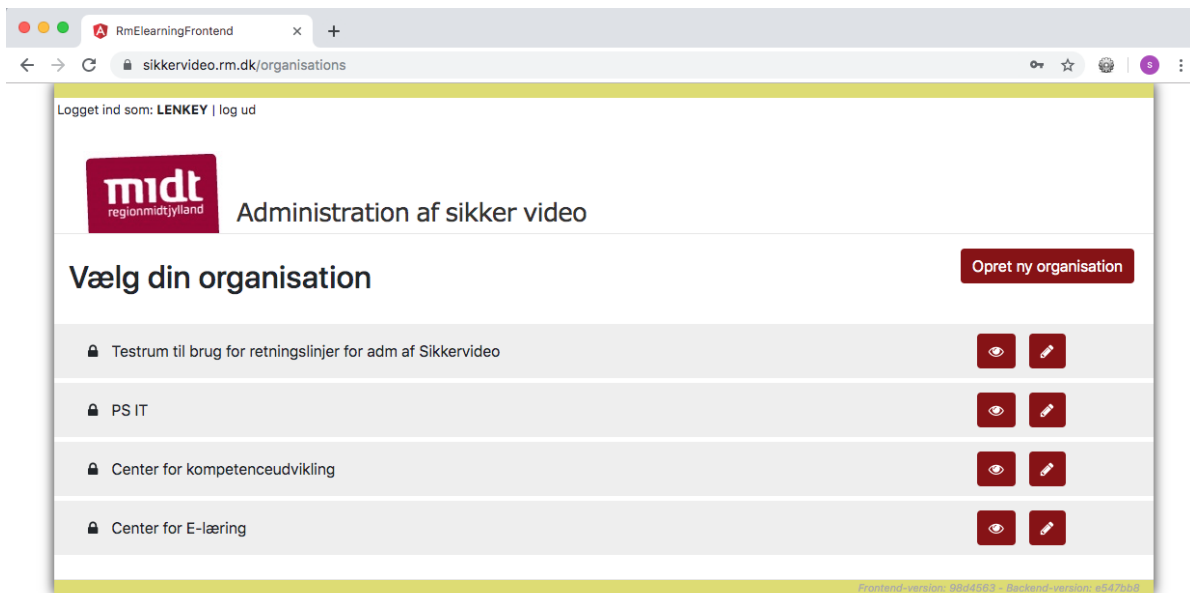 RmElearningFrontend
sikkervideo.rm.dk/organisations
S
Logget ind som: LENKEY | log ud
midt
regionmidtjylland
Administration af sikker video
Vælg din organisation
Opret ny organisation
Testrum til brug for retningslinjer for adm af Sikkervideo
PS IT
Center for kompetenceudvikling
Center for E-læring
Frontend-version: 98d4563 - Backend-version: e547bb8